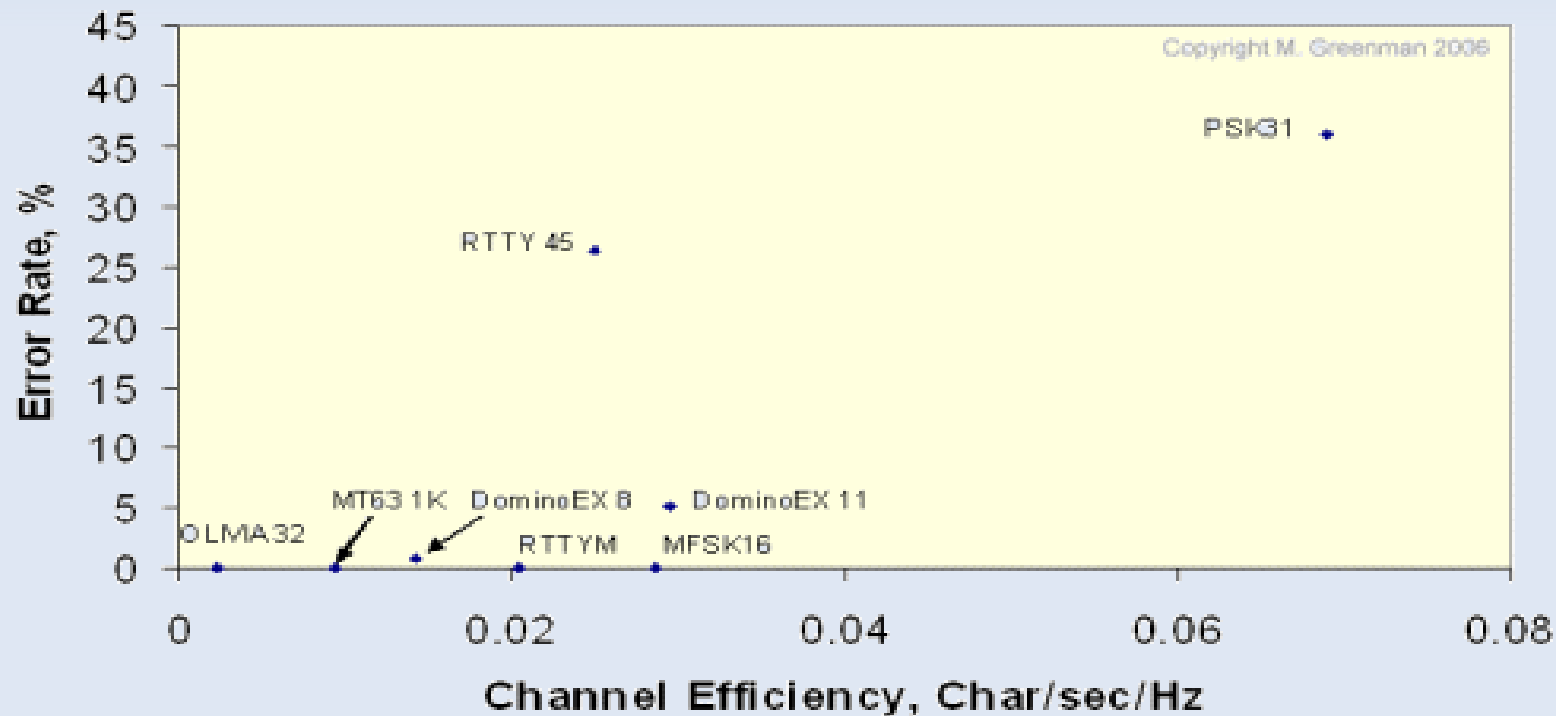 45
Copyright M. Greenman 2006
40
PSK31
35
30
RTTY 45
25
20
15
10
MT63 1K DominoEX 8
5
DominoEX 11
OLMA32
RTTYM MFSK16
0
0 0.02 0.04 0.06 0.08
Error Rate, %
Channel Efficiency, Char/sec/Hz